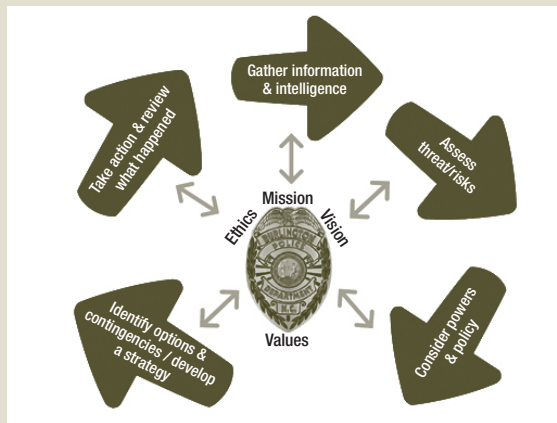 Gather information
& intelligence
Assess
threat/risks
Consider powers
& policy
Identify options &
contingencies / develop
a strategy
Take action & review
what happened
Ethics
Mission
Vision
Values
BURLINGTON
POLICE
DEPARTMENT
N.C.